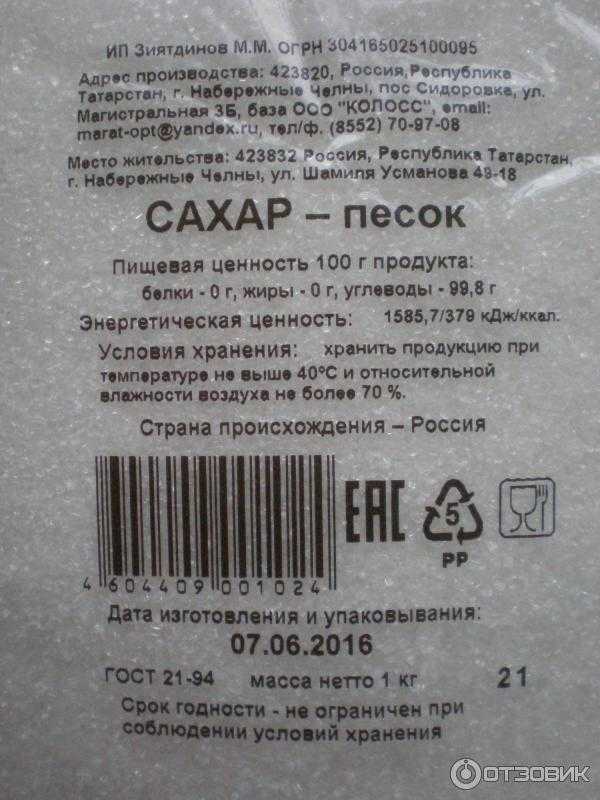 ИП Зиятдинов М.М. ОГРН 304165025100095
Адрес производства: 423820, Россия,Республика
Татарстан, г. Набережные Челны, пос Сидоровка, ул.
Магистральная 3Б, база ООО "КОЛОСС", email:
marat-opt@yandex.ru, тел/ф. (8552) 70-97-08
Место жительства: 423832 Россия, Республика Татарстан,
г. Набережные Челны, ул. Шамиля Усманова 49-18
САХАР – песок
Пищевая ценность 100 г продукта:
белки - 0 г, жиры - 0 г, углеводы - 99,8 г
Энергетическая ценность: 1585,7/379 кДж/ккал.
Условия хранения: хранить продукцию при
температуре не выше 40°С и относительной
влажности воздуха не более 70 %.
Страна происхождения – Россия
ЕАС 5
PP
4 604409 001024
Дата изготовления и упаковывания:
07.06.2016
ГОСТ 21-94 масса нетто 1 кг 21
Срок годности - не ограничен при
соблюдении условий хранения
ОТЗОВИК